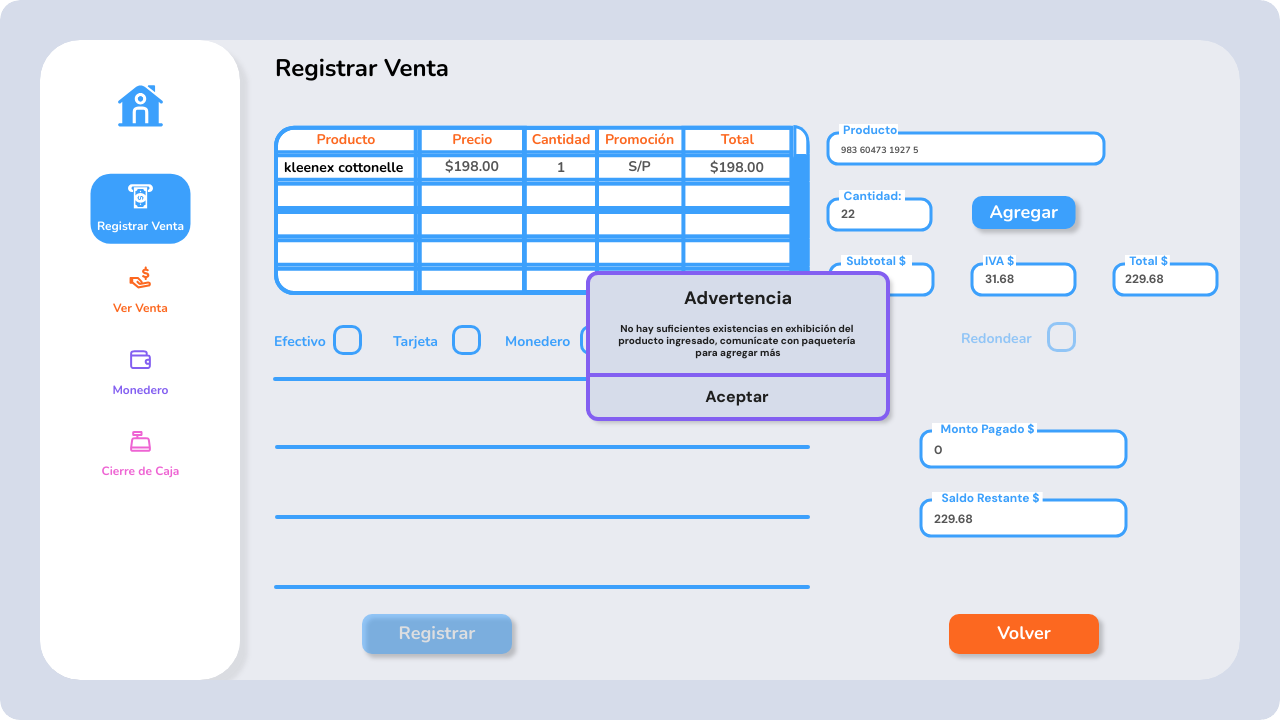 Registrar Venta
Registrar Venta
Ver Venta
Monedero
Cierre de Caja
Producto Precio Cantidad Promoción Total
kleenex cottonelle $198.00 1 S/P $198.00
Producto
983 60473 1927 5
Cantidad:
22
Agregar
Subtotal $ IVA $ Total $
31.68 229.68
Efectivo Tarjeta Monedero
Redondear
Advertencia
No hay suficientes existencias en exhibición del
producto ingresado, comunícate con paquetería
para agregar más
Aceptar
Monto Pagado $
0
Saldo Restante $
229.68
Registrar
Volver